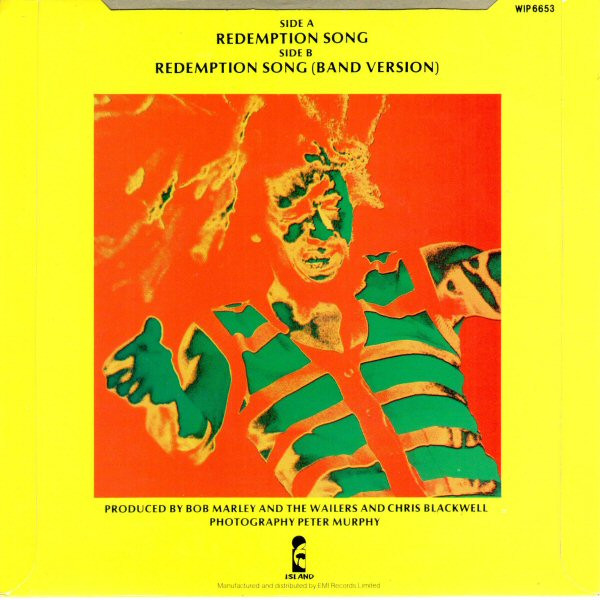 WIP6653
SIDE A
REDEMPTION SONG
SIDE B
REDEMPTION SONG (BAND VERSION)
PRODUCED BY BOB MARLEY AND THE WAILERS AND CHRIS BLACKWELL
PHOTOGRAPHY PETER MURPHY
ISLAND
Manufactured and distributed by EMI Records Limited